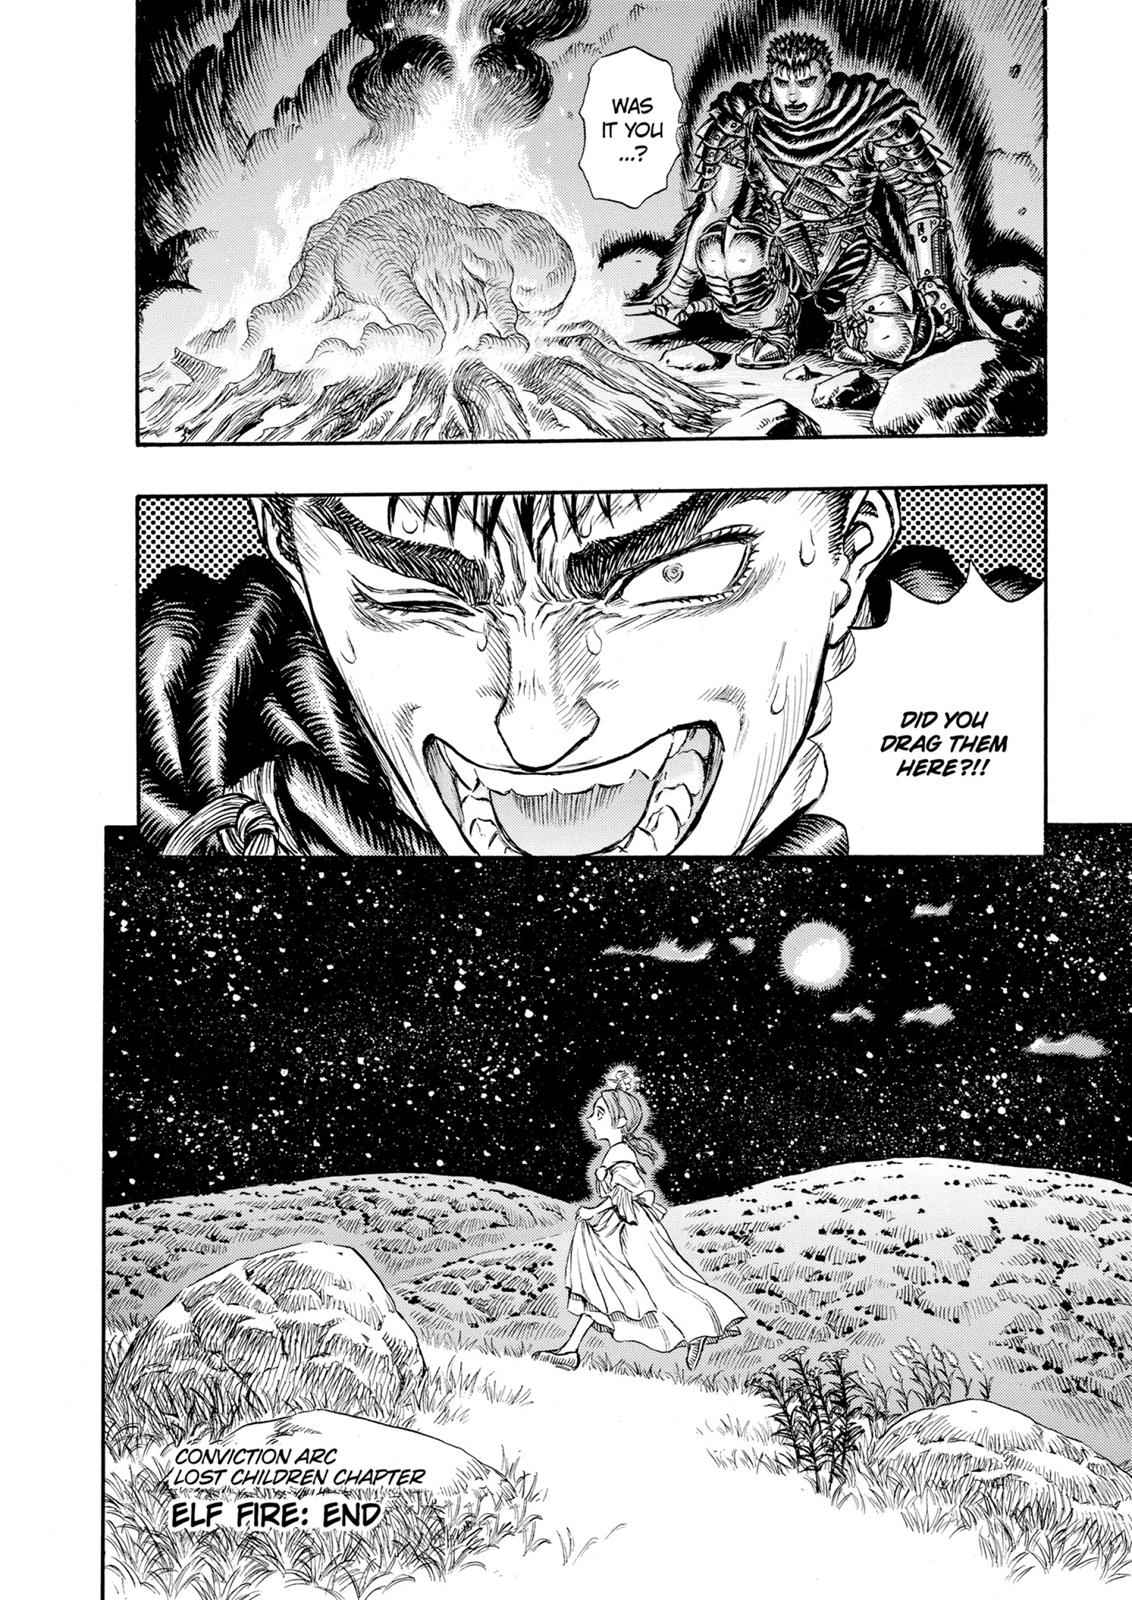 WAS
IT YOU
...?
DID YOU
DRAG THEM
HERE?!!
CONVICTION ARC
LOST CHILDREN CHAPTER
ELF FIRE: END